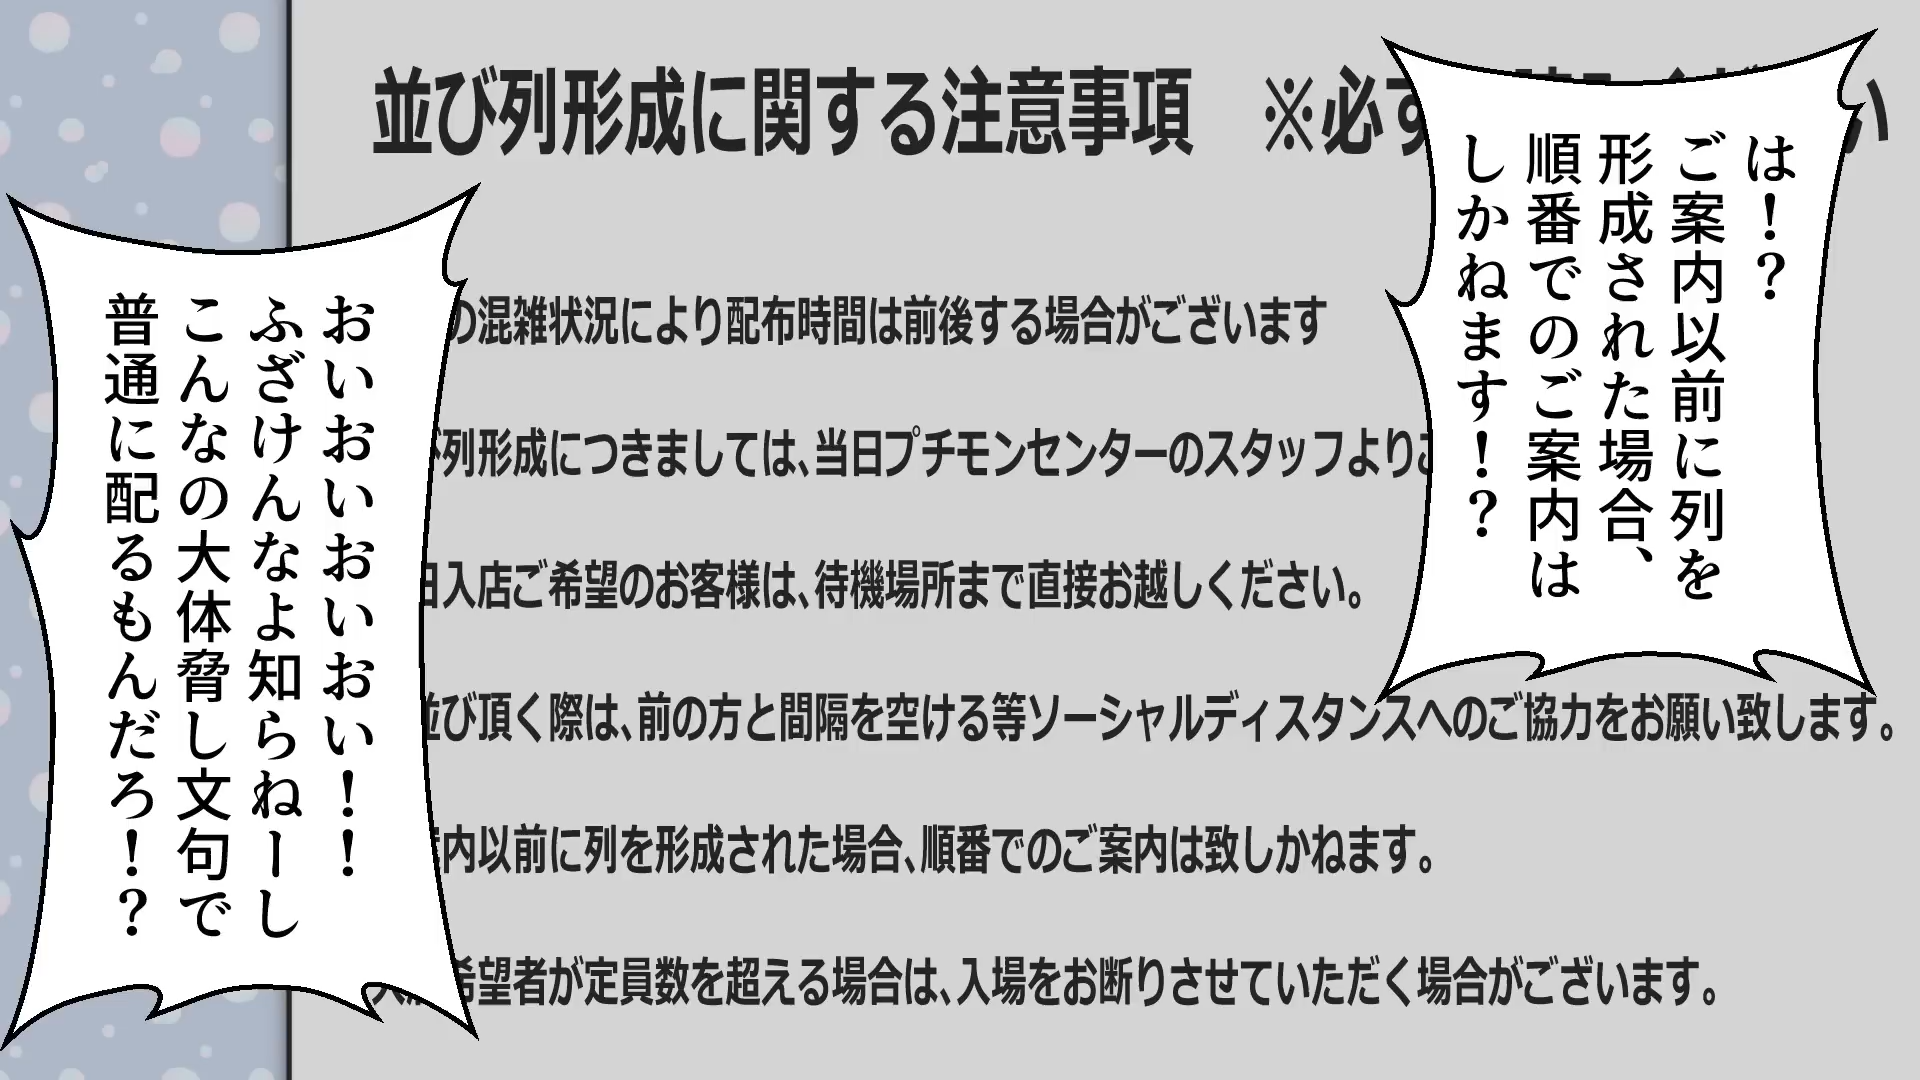 並び列形成に関する注意事項　※必ず
は！？
ご案内以前に列を
形成された場合、
順番でのご案内は
しかねます！？
おいおいおいおい！！
ふざけんなよ知らねーし
こんなの大体脅し文句で
普通に配るもんだろ！？
の混雑状況により配布時間は前後する場合がございます
び列形成につきましては、当日プチモンセンターのスタッフより
日入店ご希望のお客様は、待機場所まで直接お越しください。
並び頂く際は、前の方と間隔を空ける等ソーシャルディスタンスへのご協力をお願い致します。
内以前に列を形成された場合、順番でのご案内は致しかねます。
希望者が定員数を超える場合は、入場をお断りさせていただく場合がございます。